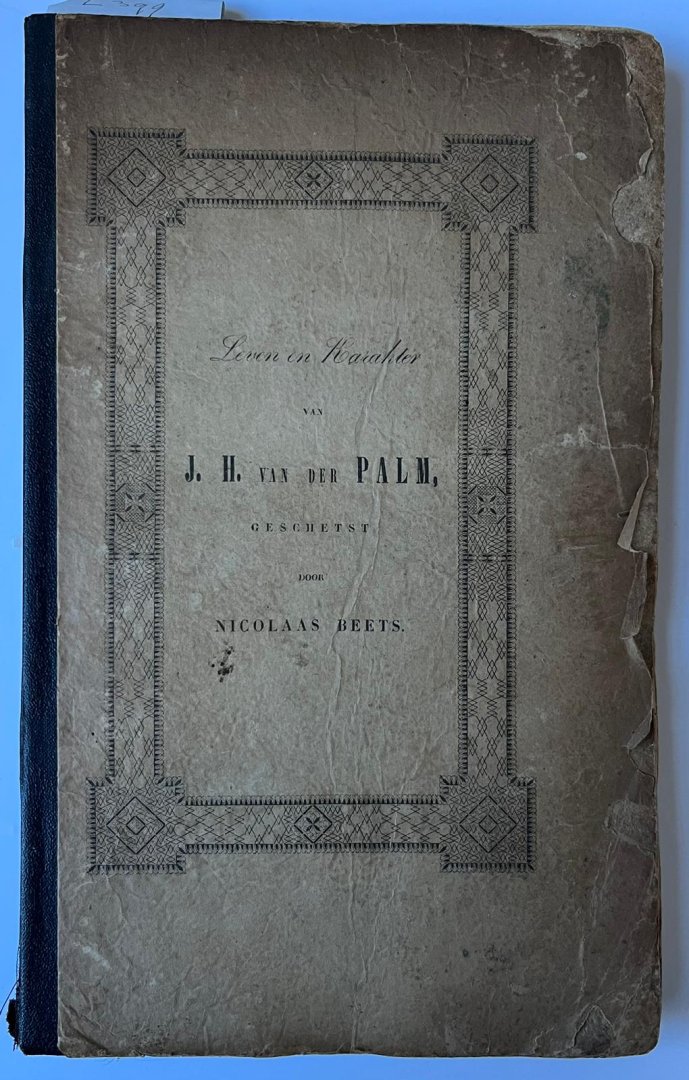 Leven en Karakter
VAN
J. H. VAN DER PALM,
GESCHETST
DOOR
NICOLAAS BEETS.